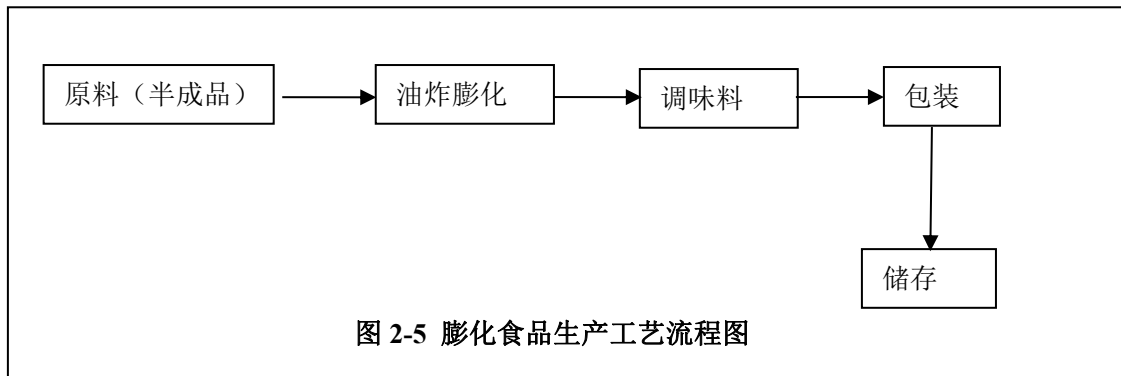 原料（半成品）
油炸膨化
调味料
包装
储存
图 2-5 膨化食品生产工艺流程图